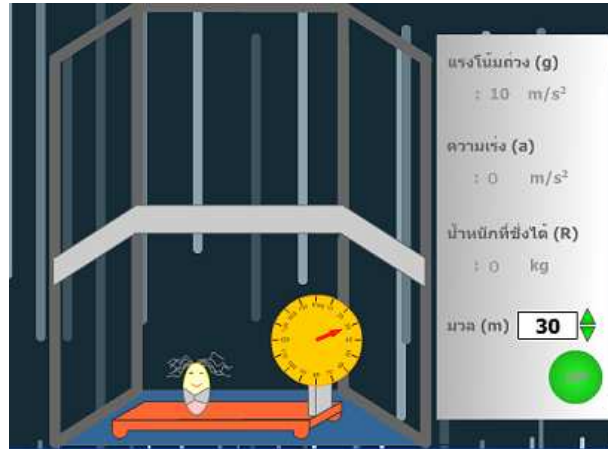 แรงโน้มถ่วง (g)
: 10 m/s²
ความเร่ง (a)
: 0 m/s²
น้ำหนักที่ชั่งได้ (R)
: 0 kg
มวล (m) 30